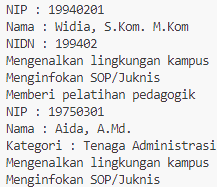 NIP : 19940201
Nama : Widia, S.Kom. M.Kom
NIDN : 199402
Mengenalkan lingkungan kampus
Menginfokan SOP/Juknis
Memberi pelatihan pedagogik
NIP : 19750301
Nama : Aida, A.Md.
Kategori : Tenaga Administrasi
Mengenalkan lingkungan kampus
Menginfokan SOP/Juknis